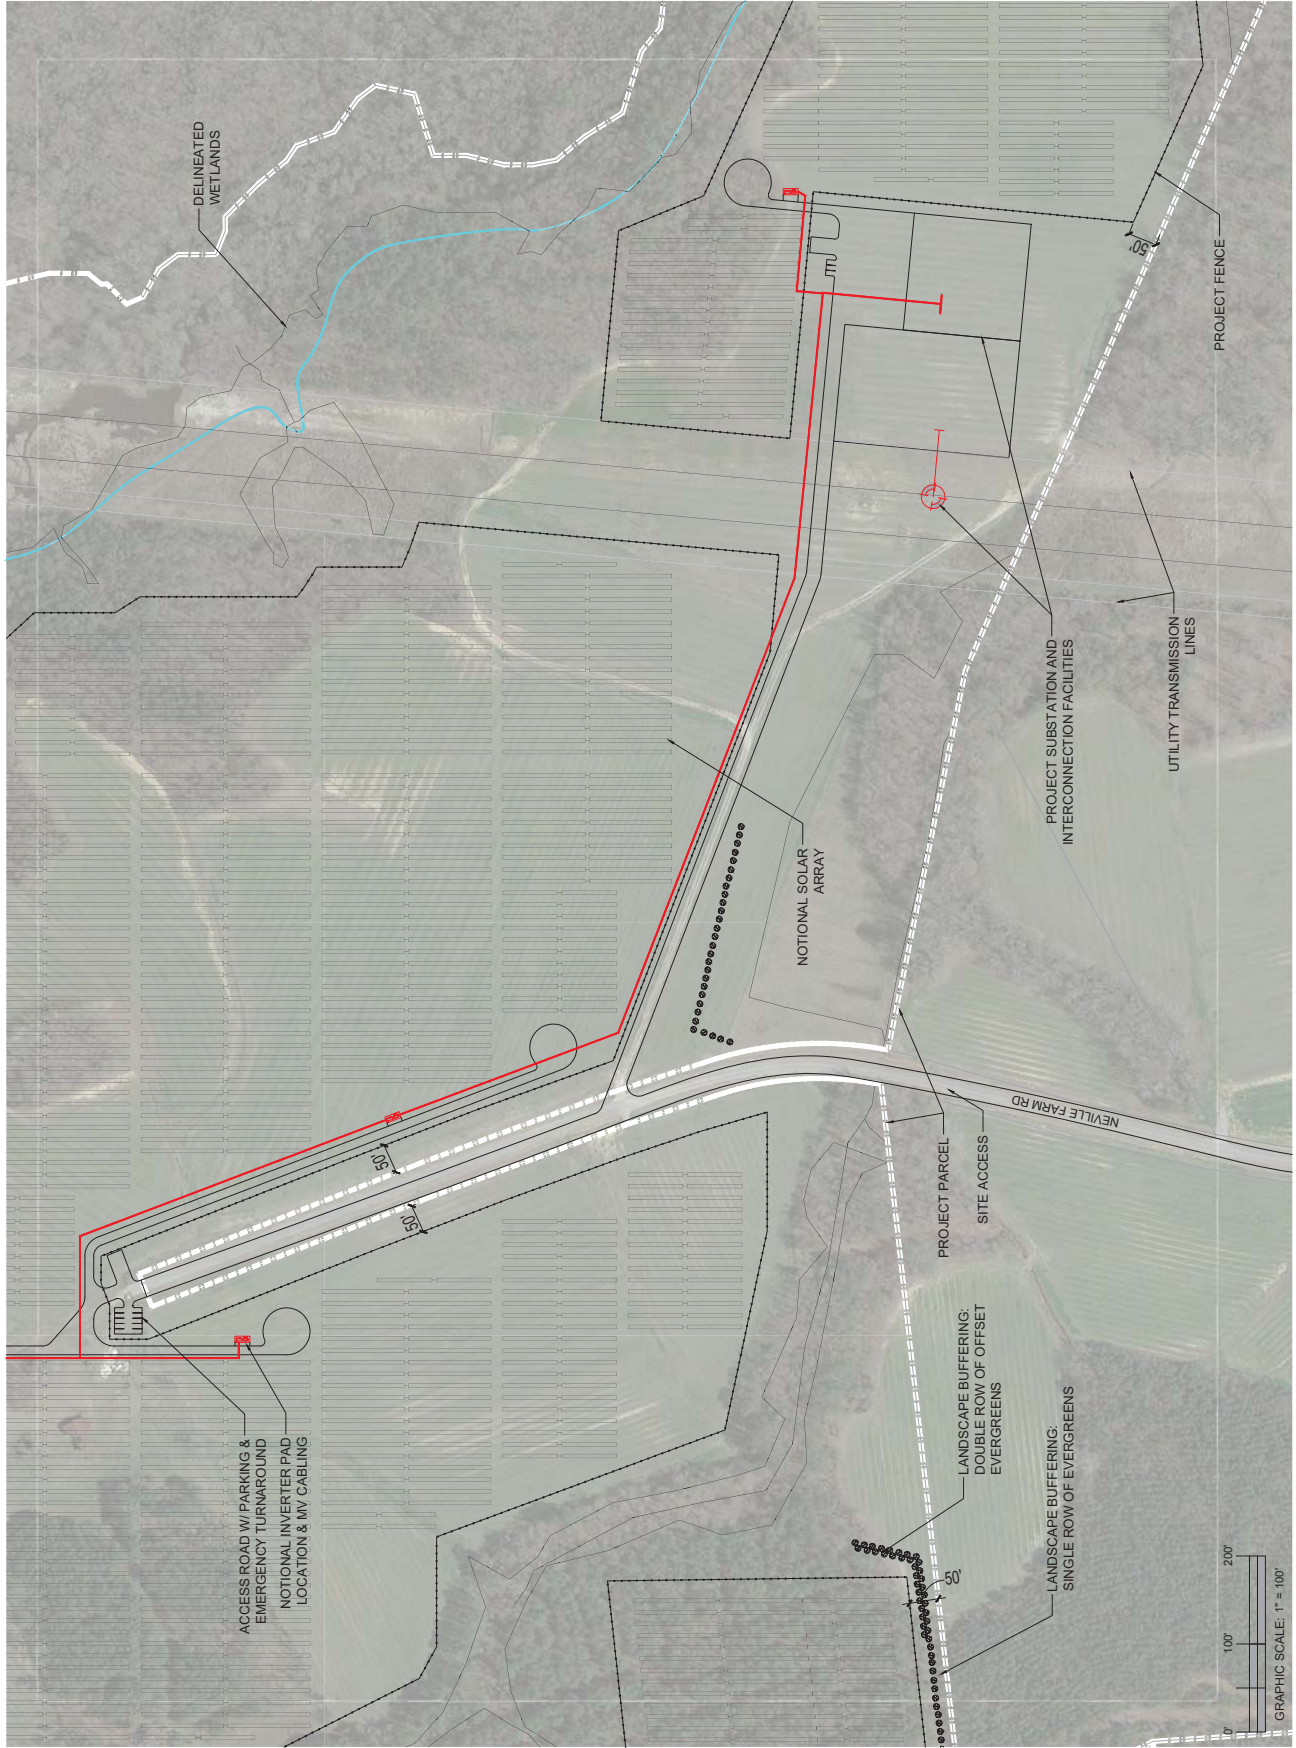 DELINEATED
WETLANDS
50'
PROJECT FENCE
UTILITY TRANSMISSION
LINES
PROJECT SUBSTATION AND
INTERCONNECTION FACILITIES
NOTIONAL SOLAR
ARRAY
50'
50'
NEVILLE FARM RD
PROJECT PARCEL
SITE ACCESS
ACCESS ROAD W/ PARKING &
EMERGENCY TURNAROUND
NOTIONAL INVERTER PAD
LOCATION & MV CABLING
LANDSCAPE BUFFERING:
DOUBLE ROW OF OFFSET
EVERGREENS
50'
LANDSCAPE BUFFERING:
SINGLE ROW OF EVERGREENS
0' 100' 200'
GRAPHIC SCALE: 1" = 100'